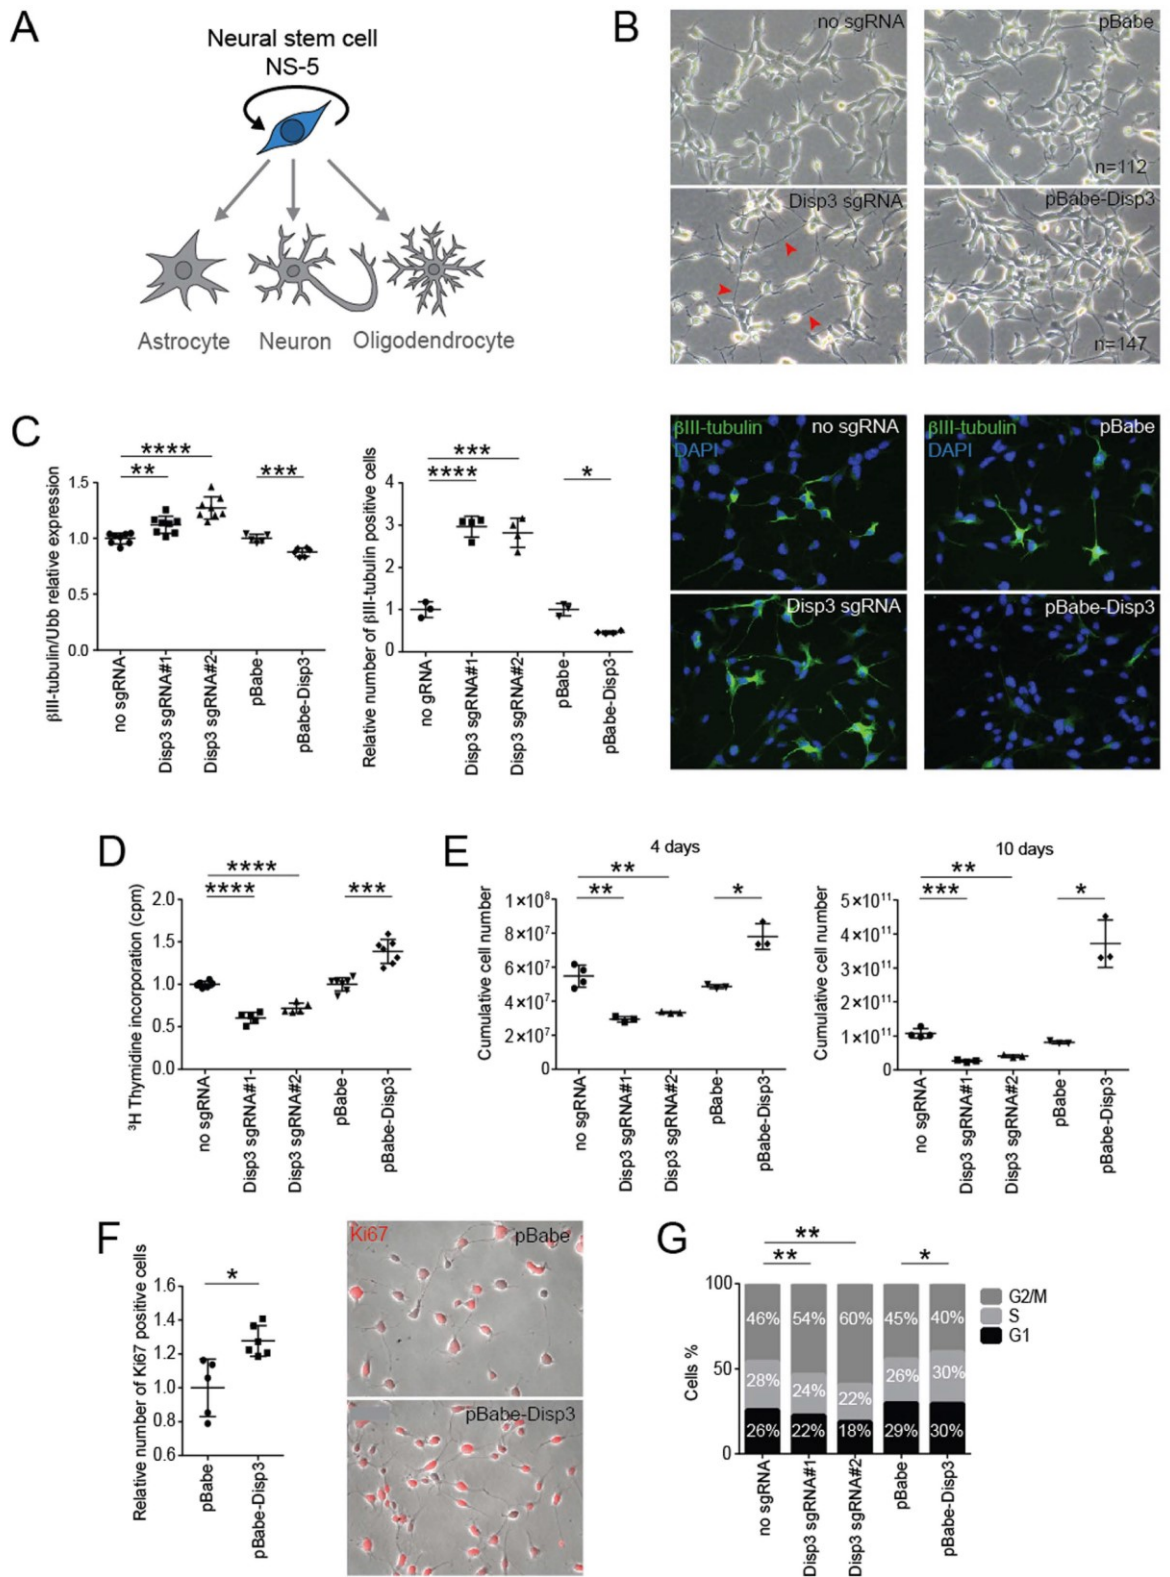 A
Neural stem cell
NS-5
Astrocyte
Neuron
Oligodendrocyte
B
no sgRNA
pBabe
n=112
Disp3 sgRNA
pBabe-Disp3
n=147
C
βIII-tubulin/Ubb relative expression
1.5
1.0
0.5
0.0
****
**
***
no sgRNA
Disp3 sgRNA#1
Disp3 sgRNA#2
pBabe
pBabe-Disp3
Relative number of βIII-tubulin positive cells
4
3
2
1
0
***
****
*
no gRNA
Disp3 sgRNA#1
Disp3 sgRNA#2
pBabe
pBabe-Disp3
βIII-tubulin
DAPI
no sgRNA
βIII-tubulin
DAPI
pBabe
Disp3 sgRNA
pBabe-Disp3
D
³H Thymidine incorporation (cpm)
2.0
1.5
1.0
0.5
0.0
****
****
***
no sgRNA
Disp3 sgRNA#1
Disp3 sgRNA#2
pBabe
pBabe-Disp3
E
4 days
Cumulative cell number
1×10⁸
8×10⁷
6×10⁷
4×10⁷
2×10⁷
0
**
**
*
no sgRNA
Disp3 sgRNA#1
Disp3 sgRNA#2
pBabe
pBabe-Disp3
10 days
Cumulative cell number
5×10¹¹
4×10¹¹
3×10¹¹
2×10¹¹
1×10¹¹
0
**
***
*
no sgRNA
Disp3 sgRNA#1
Disp3 sgRNA#2
pBabe
pBabe-Disp3
F
Relative number of Ki67 positive cells
1.6
1.4
1.2
1.0
0.8
0.6
*
pBabe
pBabe-Disp3
Ki67
pBabe
pBabe-Disp3
G
**
**
*
Cells %
100
50
0
46%
54%
60%
45%
40%
28%
24%
22%
26%
30%
26%
22%
18%
29%
30%
G2/M
S
G1
no sgRNA
Disp3 sgRNA#1
Disp3 sgRNA#2
pBabe
pBabe-Disp3